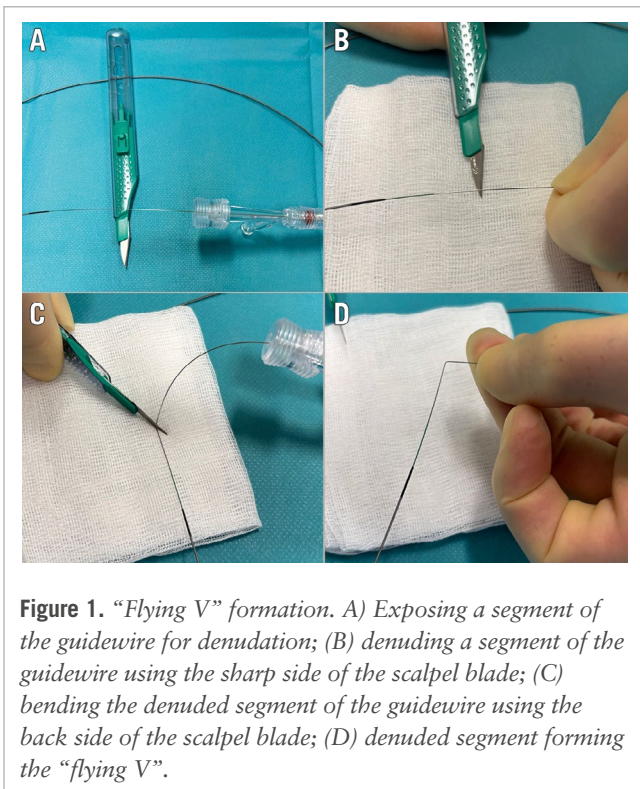 A
B
C
D
Figure 1. “Flying V” formation. A) Exposing a segment of
the guidewire for denudation; (B) denuding a segment of the
guidewire using the sharp side of the scalpel blade; (C)
bending the denuded segment of the guidewire using the
back side of the scalpel blade; (D) denuded segment forming
the “flying V”.